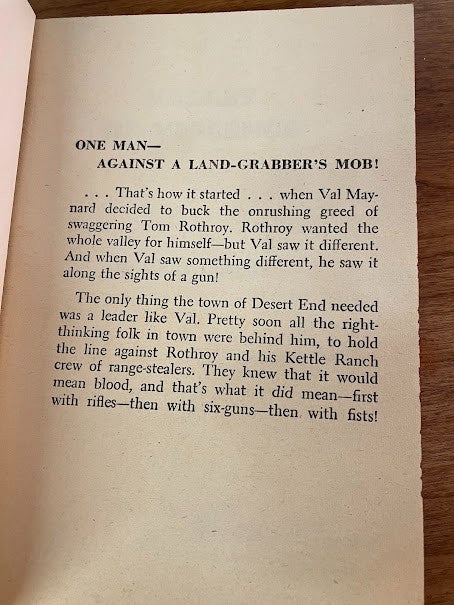 ONE MAN—
AGAINST A LAND-GRABBER'S MOB!
. . . That's how it started . . . when Val May-
nard decided to buck the onrushing greed of
swaggering Tom Rothroy. Rothroy wanted the
whole valley for himself—but Val saw it different.
And when Val saw something different, he saw it
along the sights of a gun!
The only thing the town of Desert End needed
was a leader like Val. Pretty soon all the right-
thinking folk in town were behind him, to hold
the line against Rothroy and his Kettle Ranch
crew of range-stealers. They knew that it would
mean blood, and that's what it did mean—first
with rifles—then with six-guns—then with fists!